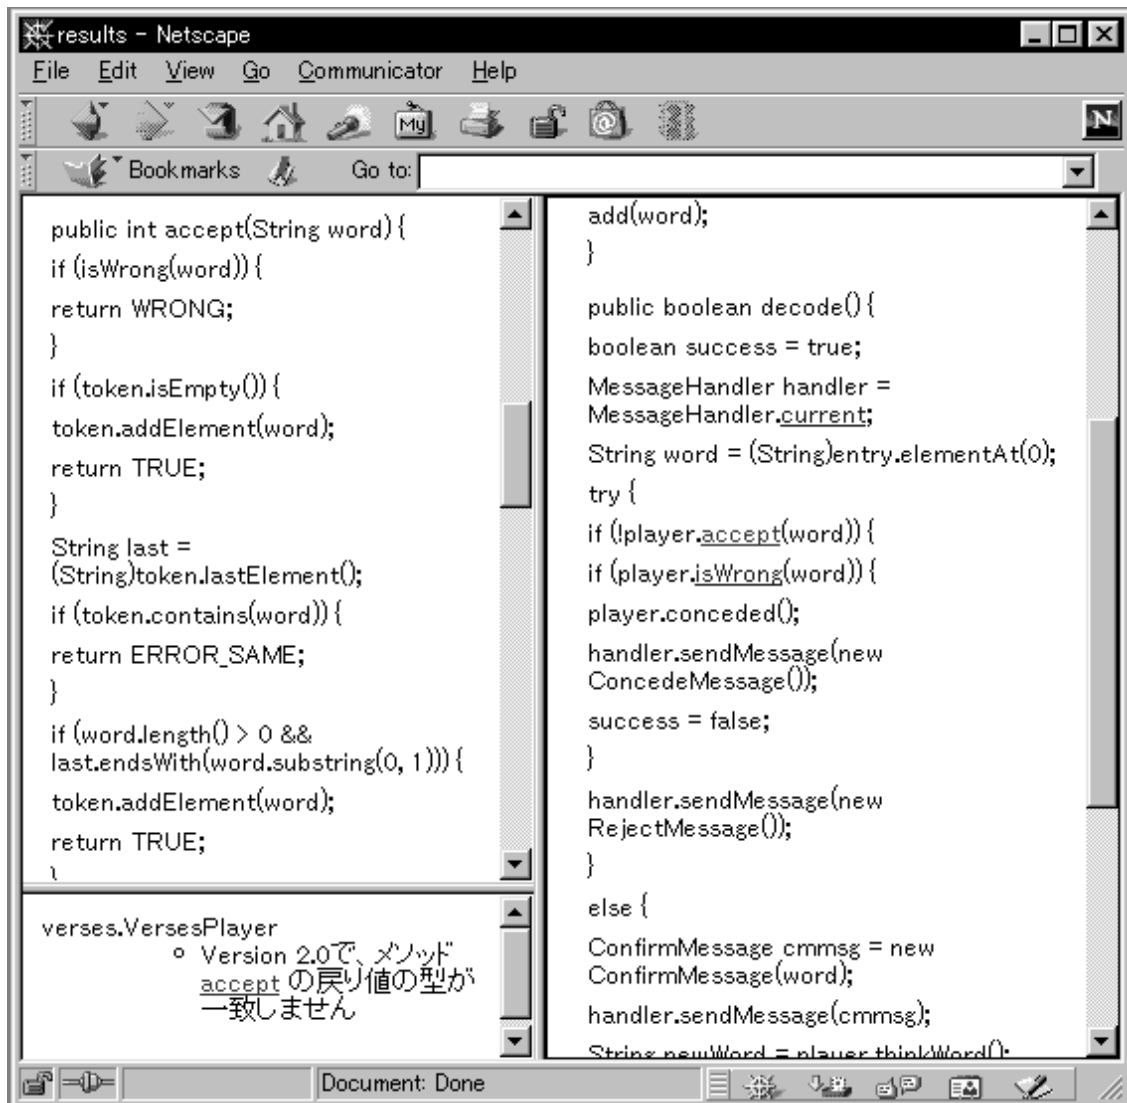 results - Netscape
File Edit View Go Communicator Help
My
N
Bookmarks Go to:
public int accept(String word) {
if (isWrong(word)) {
return WRONG;
}
if (token.isEmpty()) {
token.addElement(word);
return TRUE;
}
String last =
(String)token.lastElement();
if (token.contains(word)) {
return ERROR_SAME;
}
if (word.length() > 0 &&
last.endsWith(word.substring(0, 1))) {
token.addElement(word);
return TRUE;
}
verses.VersesPlayer
Version 2.0で、メソッド
accept の戻り値の型が
一致しません
add(word);
}
public boolean decode() {
boolean success = true;
MessageHandler handler =
MessageHandler.current;
String word = (String)entry.elementAt(0);
try {
if (!player.accept(word)) {
if (player.isWrong(word)) {
player.conceded();
handler.sendMessage(new
ConcedeMessage());
success = false;
}
handler.sendMessage(new
RejectMessage());
}
else {
ConfirmMessage cmmsg = new
ConfirmMessage(word);
handler.sendMessage(cmmsg);
String newWord = player.thinkWord();
Document: Done